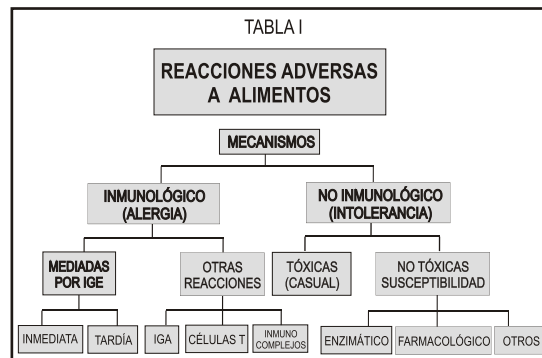 TABLA I
REACCIONES ADVERSAS
A ALIMENTOS
MECANISMOS
INMUNOLÓGICO
(ALERGIA)
NO INMUNOLÓGICO
(INTOLERANCIA)
MEDIADAS
POR IGE
OTRAS
REACCIONES
TÓXICAS
(CASUAL)
NO TÓXICAS
SUSCEPTIBILIDAD
INMEDIATA
TARDÍA
IGA
CÉLULAS T
INMUNO
COMPLEJOS
ENZIMÁTICO
FARMACOLÓGICO
OTROS